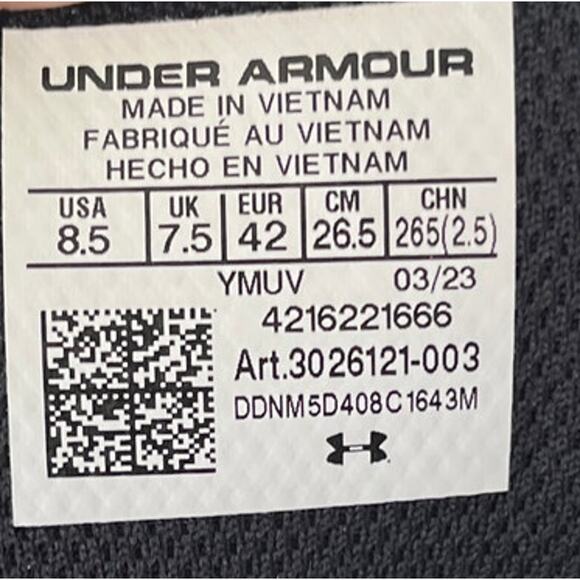 UNDER ARMOUR
MADE IN VIETNAM
FABRIQUÉ AU VIETNAM
HECHO EN VIETNAM
USA UK EUR CM CHN
8.5 7.5 42 26.5 265(2.5)
YMUV 03/23
4216221666
Art.3026121-003
DDNM5D408C1643M